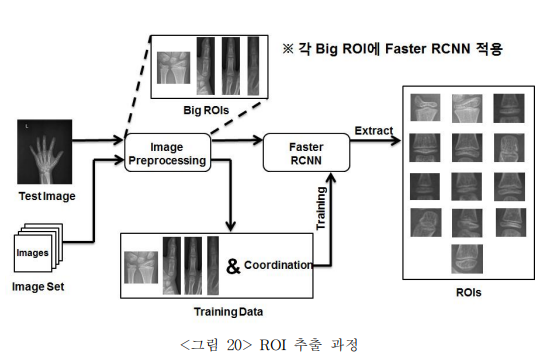 ※ 각 Big ROI에 Faster RCNN 적용
Big ROIs
L
Test Image
Image
Preprocessing
Faster
RCNN
Extract
Training
Images
Image Set
& Coordination
Training Data
ROIs
<그림 20> ROI 추출 과정